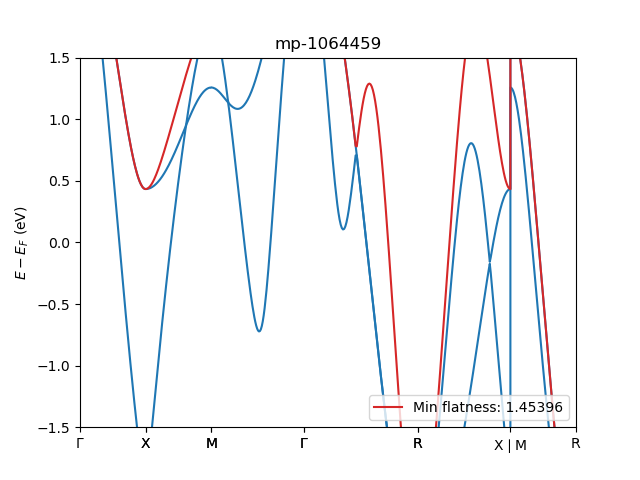 mp-1064459
1.5
1.0
0.5
0.0
−0.5
−1.0
−1.5
E − E_F (eV)
Γ X M Γ R X | M R
Min flatness: 1.45396